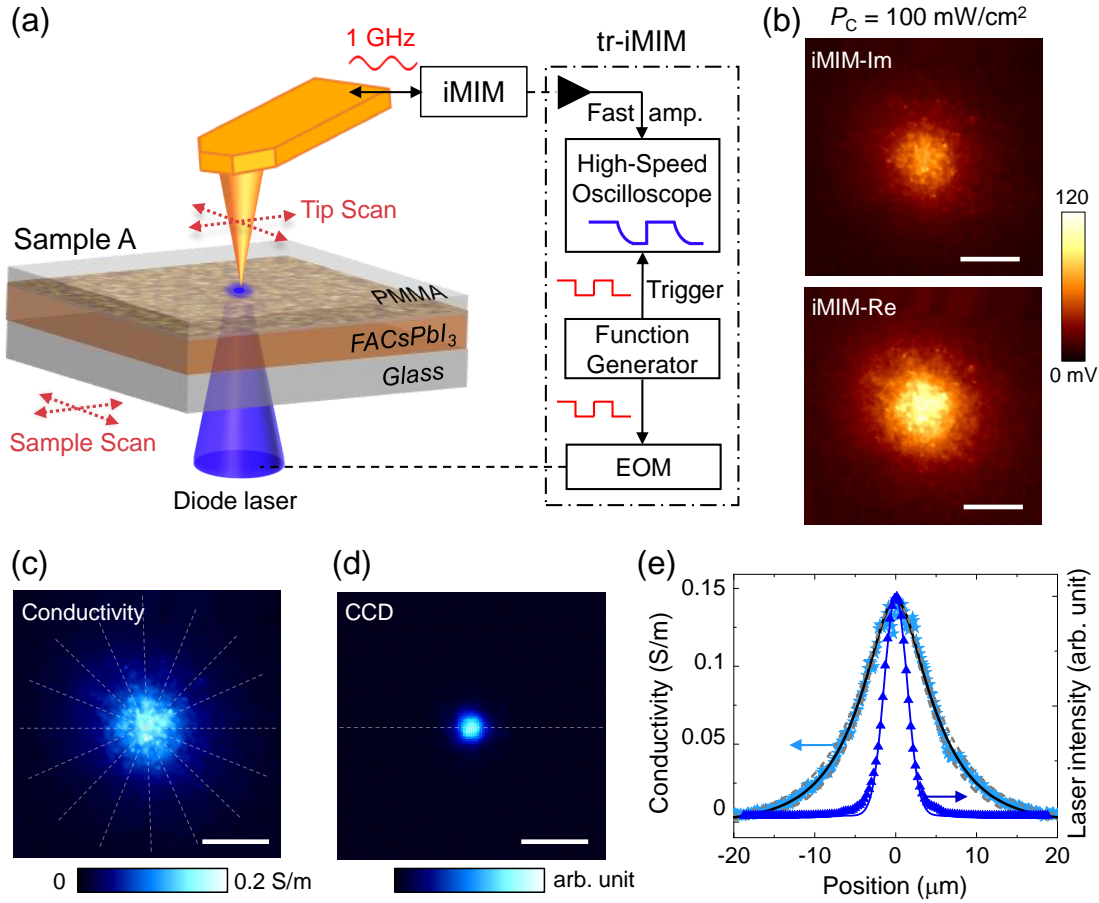 (a)
1 GHz
iMIM
tr-iMIM
Fast amp.
High-Speed
Oscilloscope
Tip Scan
Sample A
PMMA
FACsPbI₃
Glass
Sample Scan
Diode laser
Trigger
Function
Generator
EOM
(b)
P_C = 100 mW/cm²
iMIM-Im
iMIM-Re
120
0 mV
(c)
Conductivity
0
0.2 S/m
(d)
CCD
arb. unit
(e)
0.15
0.1
0.05
0
Conductivity (S/m)
Laser intensity (arb. unit)
-20
-10
0
10
20
Position (μm)